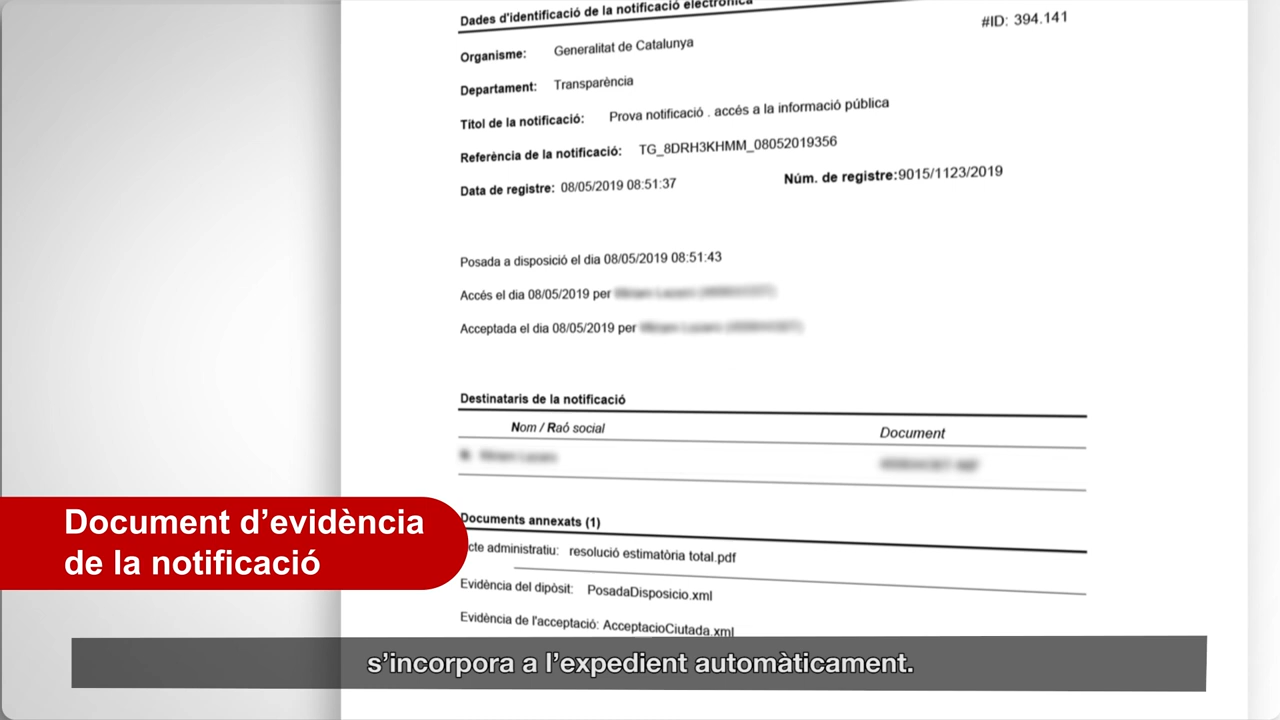 Dades d'identificació de la notificació electrònica
#ID: 394.141
Organisme: Generalitat de Catalunya
Departament: Transparència
Títol de la notificació: Prova notificació . accés a la informació pública
Referència de la notificació: TG_8DRH3KHMM_08052019356
Data de registre: 08/05/2019 08:51:37 Núm. de registre:9015/1123/2019
Posada a disposició el dia 08/05/2019 08:51:43
Accés el dia 08/05/2019 per
Acceptada el dia 08/05/2019 per
Destinataris de la notificació
Nom / Raó social Document
Documents annexats (1)
cte administratiu: resolució estimatòria total.pdf
Evidència del dipòsit: PosadaDisposicio.xml
Evidència de l'acceptació: AcceptacioCiutada.xml
Document d’evidència
de la notificació
s’incorpora a l’expedient automàticament.